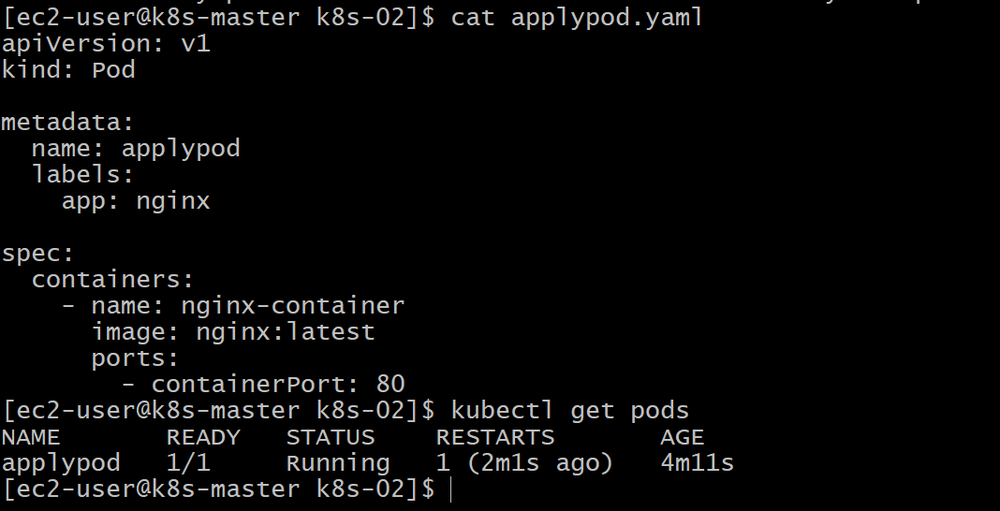 [ec2-user@k8s-master k8s-02]$ cat applypod.yaml
apiVersion: v1
kind: Pod

metadata:
  name: applypod
  labels:
    app: nginx

spec:
  containers:
    - name: nginx-container
      image: nginx:latest
      ports:
        - containerPort: 80
[ec2-user@k8s-master k8s-02]$ kubectl get pods
NAME       READY   STATUS    RESTARTS       AGE
applypod   1/1     Running   1 (2m1s ago)   4m11s
[ec2-user@k8s-master k8s-02]$